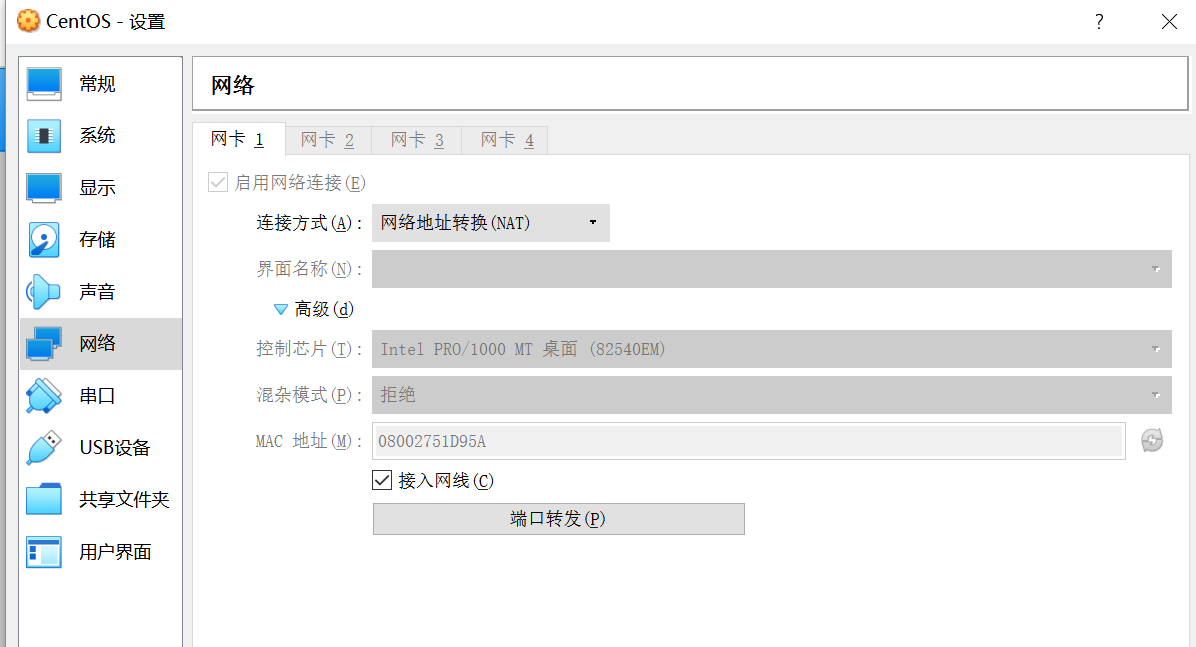 CentOS - 设置
?
常规
系统
显示
存储
声音
网络
串口
USB设备
共享文件夹
用户界面
网络
网卡 1 网卡 2 网卡 3 网卡 4
启用网络连接(E)
连接方式(A): 网络地址转换(NAT)
界面名称(N):
高级(d)
控制芯片(T): Intel PRO/1000 MT 桌面 (82540EM)
混杂模式(P): 拒绝
MAC 地址(M): 08002751D95A
接入网线(C)
端口转发(P)